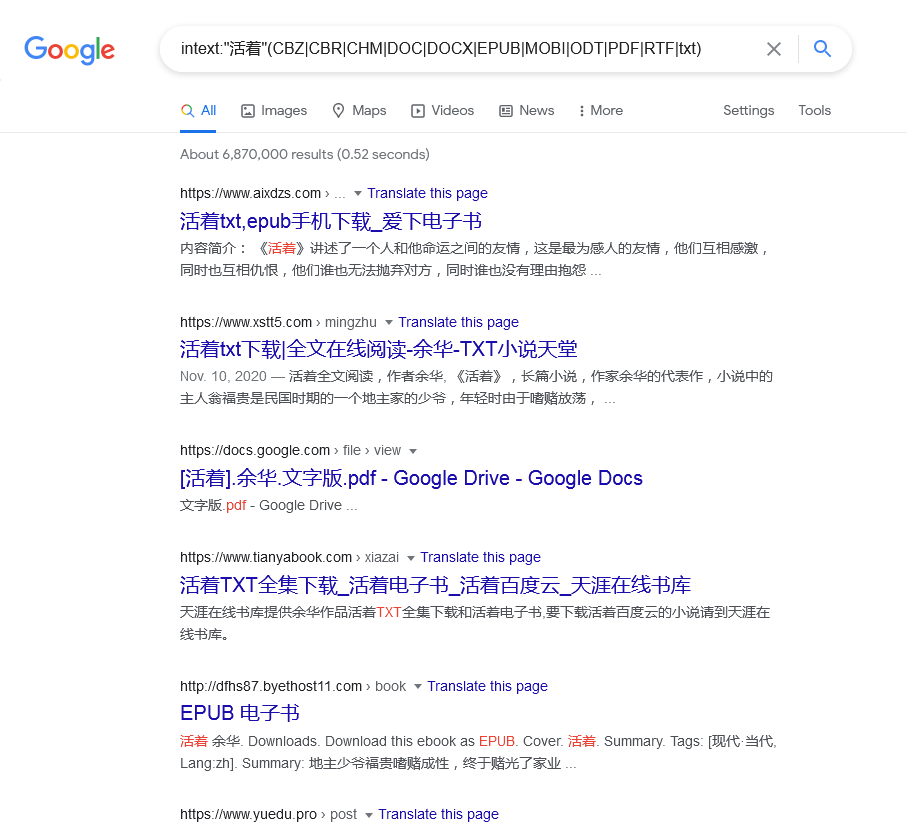 Google
intext:"活着"(CBZ|CBR|CHM|DOC|DOCX|EPUB|MOBI|ODT|PDF|RTF|txt)
All Images Maps Videos News More Settings Tools
About 6,870,000 results (0.52 seconds)
https://www.aixdzs.com › ... Translate this page
活着txt,epub手机下载_爱下电子书
内容简介： 《活着》讲述了一个人和他命运之间的友情，这是最为感人的友情，他们互相感激，
同时也互相仇恨，他们谁也无法抛弃对方，同时谁也没有理由抱怨 ...
https://www.xstt5.com › mingzhu Translate this page
活着txt下载|全文在线阅读-余华-TXT小说天堂
Nov. 10, 2020 — 活着全文阅读，作者余华, 《活着》，长篇小说，作家余华的代表作，小说中的
主人翁福贵是民国时期的一个地主家的少爷，年轻时由于嗜赌放荡， ...
https://docs.google.com › file › view
[活着].余华.文字版.pdf - Google Drive - Google Docs
文字版.pdf - Google Drive ...
https://www.tianyabook.com › xiazai Translate this page
活着TXT全集下载_活着电子书_活着百度云_天涯在线书库
天涯在线书库提供余华作品活着TXT全集下载和活着电子书,要下载活着百度云的小说请到天涯在
线书库。
http://dfhs87.byethost11.com › book Translate this page
EPUB 电子书
活着 余华. Downloads. Download this ebook as EPUB. Cover. 活着. Summary. Tags: [现代·当代,
Lang:zh]. Summary: 地主少爷福贵嗜赌成性，终于赌光了家业 ...
https://www.yuedu.pro › post Translate this page